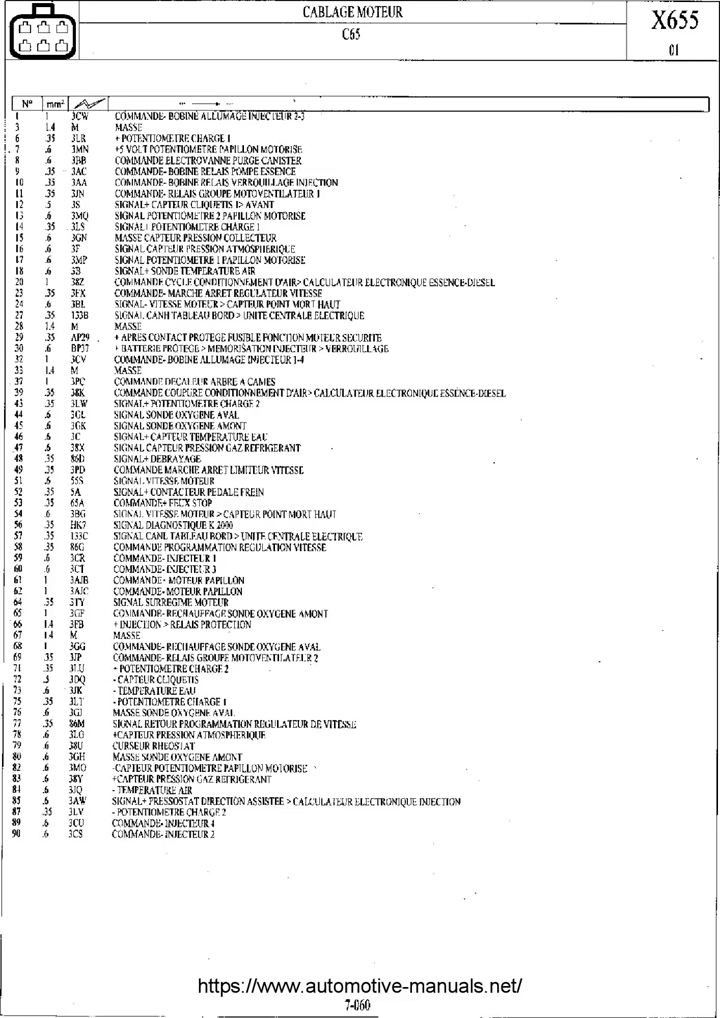 CABLAGE MOTEUR
C65
X655
01
N° mm²
1 1 3CW COMMANDE- BOBINE ALLUMAGE INJECTEUR 2-3
3 1.4 M MASSE
6 .35 3LR + POTENTIOMETRE CHARGE 1
7 .6 3MN +5 VOLT POTENTIOMETRE PAPILLON MOTORISE
8 .6 3BB COMMANDE ELECTROVANNE PURGE CANISTER
9 .35 3AC COMMANDE- BOBINE RELAIS POMPE ESSENCE
10 .35 3AA COMMANDE- BOBINE RELAIS VERROUILLAGE INJECTION
11 .35 3JN COMMANDE- RELAIS GROUPE MOTOVENTILATEUR 1
12 .5 3S SIGNAL+ CAPTEUR CLIQUETIS 1> AVANT
13 .6 3MQ SIGNAL POTENTIOMETRE 2 PAPILLON MOTORISE
14 .35 3LS SIGNAL+ POTENTIOMETRE CHARGE 1
15 .6 3GN MASSE CAPTEUR PRESSION COLLECTEUR
16 .6 3F SIGNAL CAPTEUR PRESSION ATMOSPHERIQUE
17 .6 3MP SIGNAL POTENTIOMETRE 1 PAPILLON MOTORISE
18 .6 3B SIGNAL+ SONDE TEMPERATURE AIR
20 1 38Z COMMANDE CYCLE CONDITIONNEMENT D'AIR> CALCULATEUR ELECTRONIQUE ESSENCE-DIESEL
23 .35 3FX COMMANDE- MARCHE ARRET REGULATEUR VITESSE
24 .6 3BL SIGNAL- VITESSE MOTEUR > CAPTEUR POINT MORT HAUT
27 .35 133B SIGNAL CANH TABLEAU BORD > UNITE CENTRALE ELECTRIQUE
28 1.4 M MASSE
29 .35 AP29 + APRES CONTACT PROTEGE FUSIBLE FONCTION MOTEUR SECURITE
30 .6 BP37 + BATTERIE PROTEGE > MEMORISATION INJECTEUR > VERROUILLAGE
32 1 3CV COMMANDE- BOBINE ALLUMAGE INJECTEUR 1-4
33 1.4 M MASSE
37 1 3PC COMMANDE DECALEUR ARBRE A CAMES
39 .35 38K COMMANDE COUPURE CONDITIONNEMENT D'AIR> CALCULATEUR ELECTRONIQUE ESSENCE-DIESEL
43 .35 3LW SIGNAL+ POTENTIOMETRE CHARGE 2
44 .6 3GL SIGNAL SONDE OXYGENE AVAL
45 .6 3GK SIGNAL SONDE OXYGENE AMONT
46 .6 3C SIGNAL+ CAPTEUR TEMPERATURE EAU
47 .6 38X SIGNAL CAPTEUR PRESSION GAZ REFRIGERANT
48 .35 86D SIGNAL+ DEBRAYAGE
49 .35 3PD COMMANDE MARCHE ARRET LIMITEUR VITESSE
51 .6 55S SIGNAL VITESSE MOTEUR
52 .35 5A SIGNAL+ CONTACTEUR PEDALE FREIN
53 .35 65A COMMANDE+ FEUX STOP
54 .6 3BG SIGNAL VITESSE MOTEUR > CAPTEUR POINT MORT HAUT
56 .35 HK7 SIGNAL DIAGNOSTIQUE K 2000
57 .35 133C SIGNAL CANL TABLEAU BORD > UNITE CENTRALE ELECTRIQUE
58 .35 86G COMMANDE PROGRAMMATION REGULATION VITESSE
59 .6 3CR COMMANDE- INJECTEUR 1
60 .6 3CT COMMANDE- INJECTEUR 3
61 1 3AJB COMMANDE- MOTEUR PAPILLON
62 1 3AJC COMMANDE- MOTEUR PAPILLON
64 .35 3TY SIGNAL SURREGIME MOTEUR
65 1 3GF COMMANDE- RECHAUFFAGE SONDE OXYGENE AMONT
66 1.4 3FB + INJECTION > RELAIS PROTECTION
67 1.4 M MASSE
68 1 3GG COMMANDE- RECHAUFFAGE SONDE OXYGENE AVAL
69 .35 3JP COMMANDE- RELAIS GROUPE MOTOVENTILATEUR 2
71 .35 3LU + POTENTIOMETRE CHARGE 2
72 .5 3DQ - CAPTEUR CLIQUETIS
73 .6 3JK - TEMPERATURE EAU
75 .35 3LT - POTENTIOMETRE CHARGE 1
76 .6 3GJ MASSE SONDE OXYGENE AVAL
77 .35 86M SIGNAL RETOUR PROGRAMMATION REGULATEUR DE VITESSE
78 .6 3LG +CAPTEUR PRESSION ATMOSPHERIQUE
79 .6 38U CURSEUR RHEOSTAT
80 .6 3GH MASSE SONDE OXYGENE AMONT
82 .6 3MO -CAPTEUR POTENTIOMETRE PAPILLON MOTORISE
83 .6 38Y +CAPTEUR PRESSION GAZ REFRIGERANT
84 .6 3JQ - TEMPERATURE AIR
85 .6 3AW SIGNAL+ PRESSOSTAT DIRECTION ASSISTEE > CALCULATEUR ELECTRONIQUE INJECTION
87 .35 3LV - POTENTIOMETRE CHARGE 2
89 .6 3CU COMMANDE- INJECTEUR 4
90 .6 3CS COMMANDE- INJECTEUR 2
https://www.automotive-manuals.net/
7-060